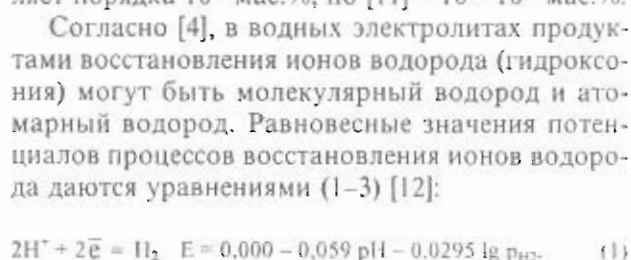 Согласно [4], в водных электролитах продук-
тами восстановления ионов водорода (гидроксо-
ния) могут быть молекулярный водород и ато-
марный водород. Равновесные значения потен-
циалов процессов восстановления ионов водоро-
да даются уравнениями (1–3) [12]:
2H⁺ + 2e̅ = H₂ E = 0,000 – 0,059 pH – 0,0295 lg pH₂. (1)